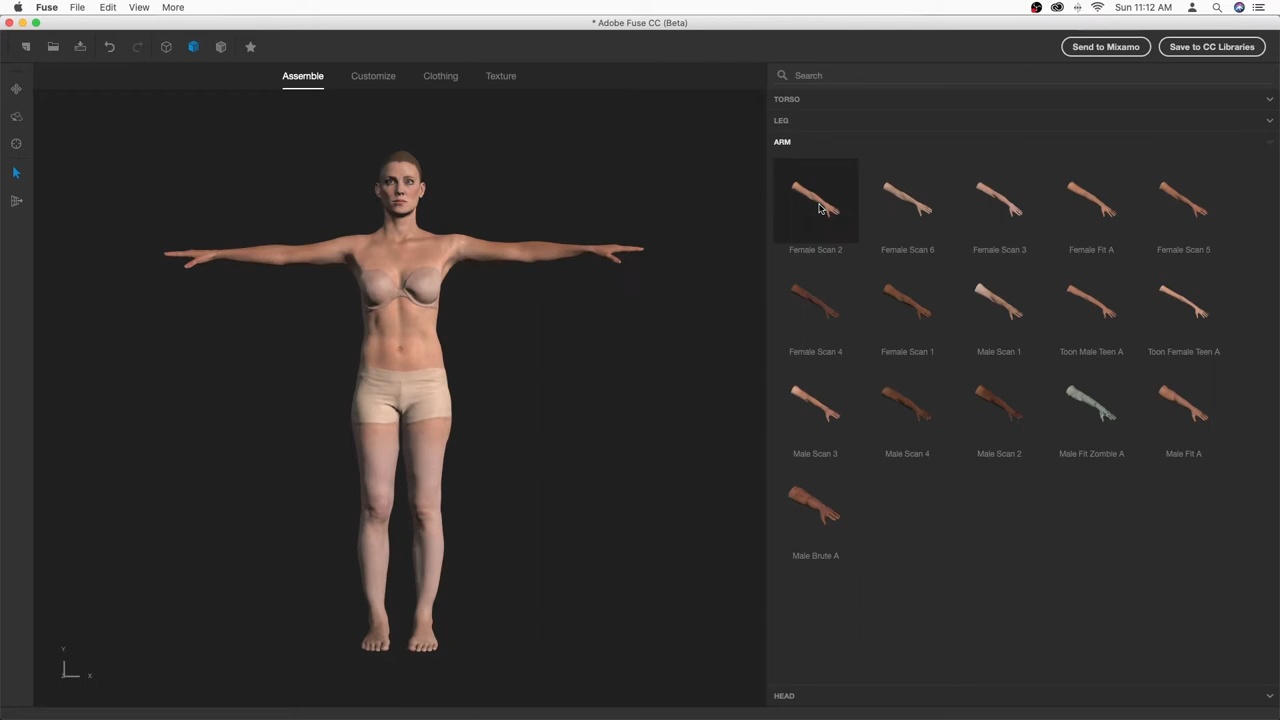 Fuse File Edit View More Sun 11:12 AM
* Adobe Fuse CC (Beta)
Send to Mixamo Save to CC Libraries
Assemble Customize Clothing Texture
Search
TORSO
LEG
ARM
Female Scan 2 Female Scan 6 Female Scan 3 Female Fit A Female Scan 5
Female Scan 4 Female Scan 1 Male Scan 1 Toon Male Teen A Toon Female Teen A
Male Scan 3 Male Scan 4 Male Scan 2 Male Fit Zombie A Male Fit A
Male Brute A
Y
X
HEAD